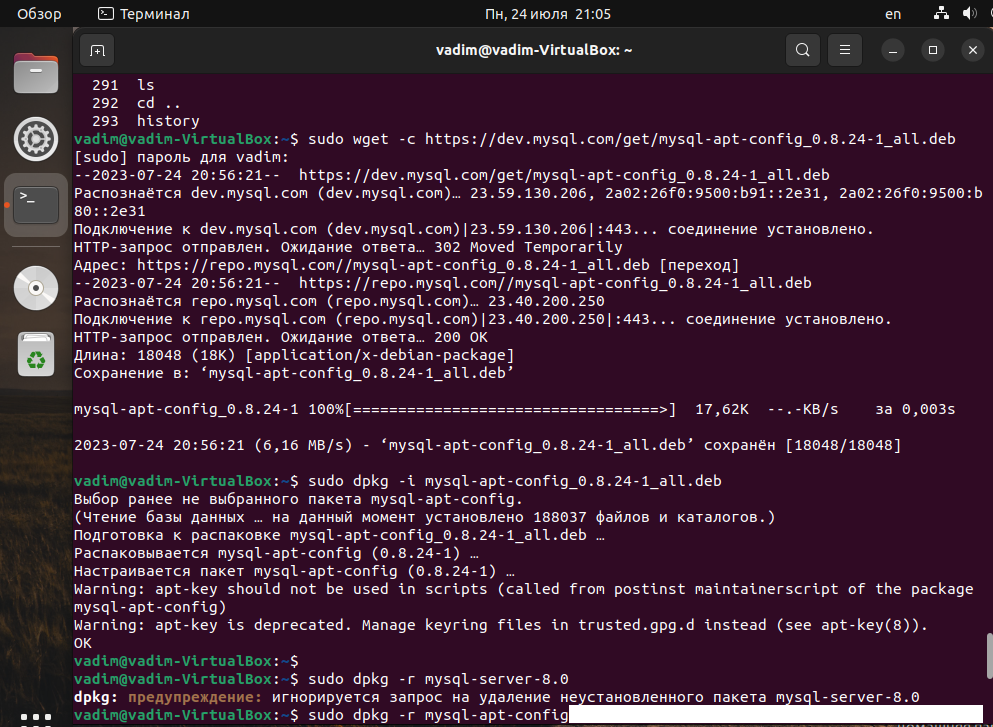 Обзор Терминал Пн, 24 июля 21:05 en
vadim@vadim-VirtualBox: ~
291 ls
292 cd ..
293 history
vadim@vadim-VirtualBox:~$ sudo wget -c https://dev.mysql.com/get/mysql-apt-config_0.8.24-1_all.deb
[sudo] пароль для vadim:
--2023-07-24 20:56:21-- https://dev.mysql.com/get/mysql-apt-config_0.8.24-1_all.deb
Распознаётся dev.mysql.com (dev.mysql.com)… 23.59.130.206, 2a02:26f0:9500:b91::2e31, 2a02:26f0:9500:b
80::2e31
Подключение к dev.mysql.com (dev.mysql.com)|23.59.130.206|:443... соединение установлено.
HTTP-запрос отправлен. Ожидание ответа… 302 Moved Temporarily
Адрес: https://repo.mysql.com//mysql-apt-config_0.8.24-1_all.deb [переход]
--2023-07-24 20:56:21-- https://repo.mysql.com//mysql-apt-config_0.8.24-1_all.deb
Распознаётся repo.mysql.com (repo.mysql.com)… 23.40.200.250
Подключение к repo.mysql.com (repo.mysql.com)|23.40.200.250|:443... соединение установлено.
HTTP-запрос отправлен. Ожидание ответа… 200 OK
Длина: 18048 (18K) [application/x-debian-package]
Сохранение в: ‘mysql-apt-config_0.8.24-1_all.deb’
mysql-apt-config_0.8.24-1 100%[==================================>] 17,62K --.-KB/s за 0,003s
2023-07-24 20:56:21 (6,16 MB/s) - ‘mysql-apt-config_0.8.24-1_all.deb’ сохранён [18048/18048]
vadim@vadim-VirtualBox:~$ sudo dpkg -i mysql-apt-config_0.8.24-1_all.deb
Выбор ранее не выбранного пакета mysql-apt-config.
(Чтение базы данных … на данный момент установлено 188037 файлов и каталогов.)
Подготовка к распаковке mysql-apt-config_0.8.24-1_all.deb …
Распаковывается mysql-apt-config (0.8.24-1) …
Настраивается пакет mysql-apt-config (0.8.24-1) …
Warning: apt-key should not be used in scripts (called from postinst maintainerscript of the package
mysql-apt-config)
Warning: apt-key is deprecated. Manage keyring files in trusted.gpg.d instead (see apt-key(8)).
OK
vadim@vadim-VirtualBox:~$
vadim@vadim-VirtualBox:~$ sudo dpkg -r mysql-server-8.0
dpkg: предупреждение: игнорируется запрос на удаление неустановленного пакета mysql-server-8.0
vadim@vadim-VirtualBox:~$ sudo dpkg -r mysql-apt-config